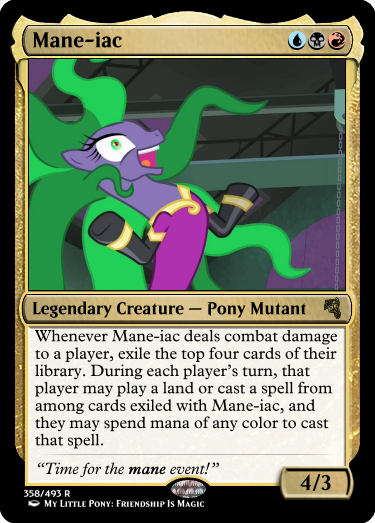 Mane-iac
Legendary Creature — Pony Mutant
Whenever Mane-iac deals combat damage
to a player, exile the top four cards of their
library. During each player's turn, that
player may play a land or cast a spell from
among cards exiled with Mane-iac, and
they may spend mana of any color to cast
that spell.
“Time for the mane event!”
4/3
358/493 R
My Little Pony: Friendship Is Magic